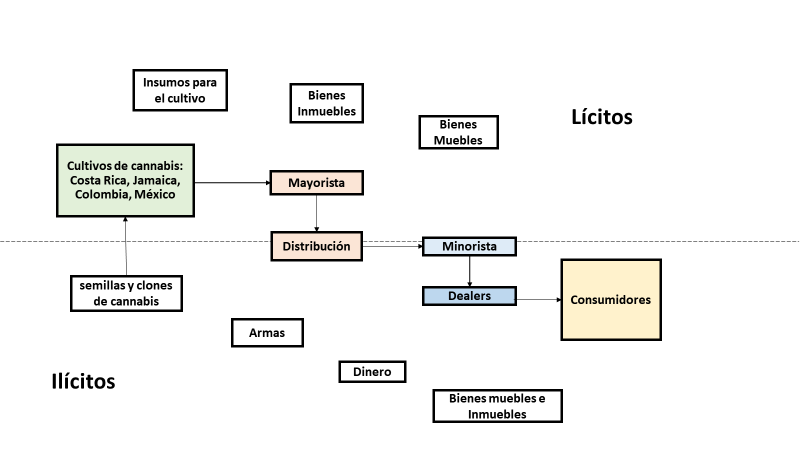 Insumos para
el cultivo
Bienes
Inmuebles
Bienes
Muebles
Lícitos
Cultivos de cannabis:
Costa Rica, Jamaica,
Colombia, México
Mayorista
Distribución
Minorista
semillas y clones
de cannabis
Dealers
Consumidores
Armas
Ilícitos
Dinero
Bienes muebles e
Inmuebles